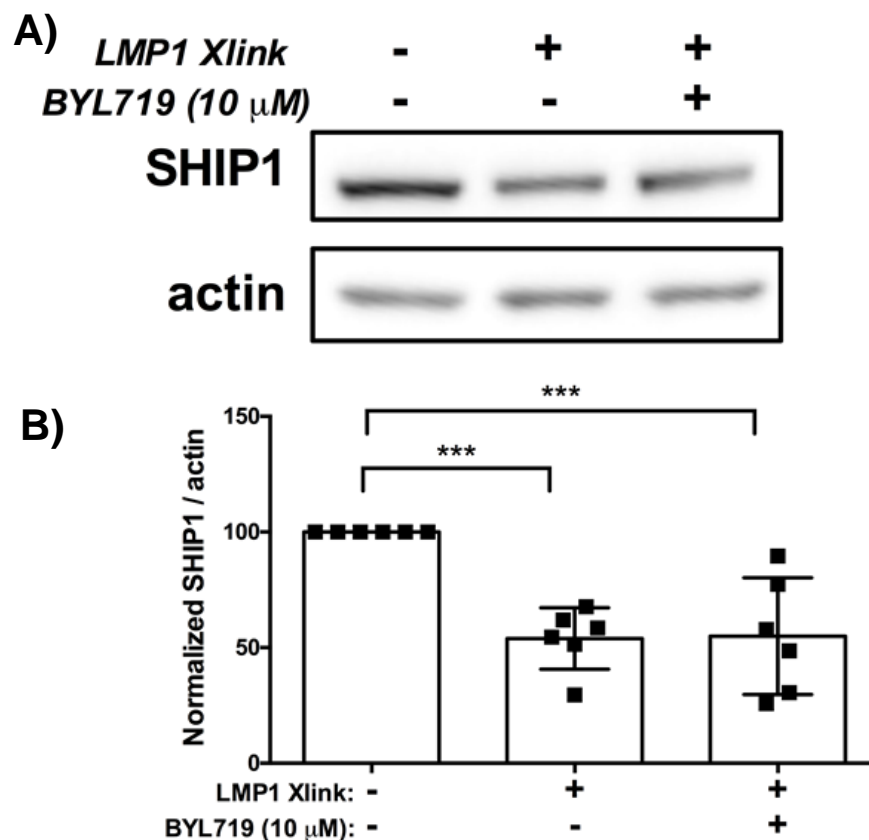 A)
LMP1 Xlink - + +
BYL719 (10 μM) - - +
SHIP1
actin
B)
***
***
150
100
50
0
Normalized SHIP1 / actin
LMP1 Xlink: - + +
BYL719 (10 μM): - - +